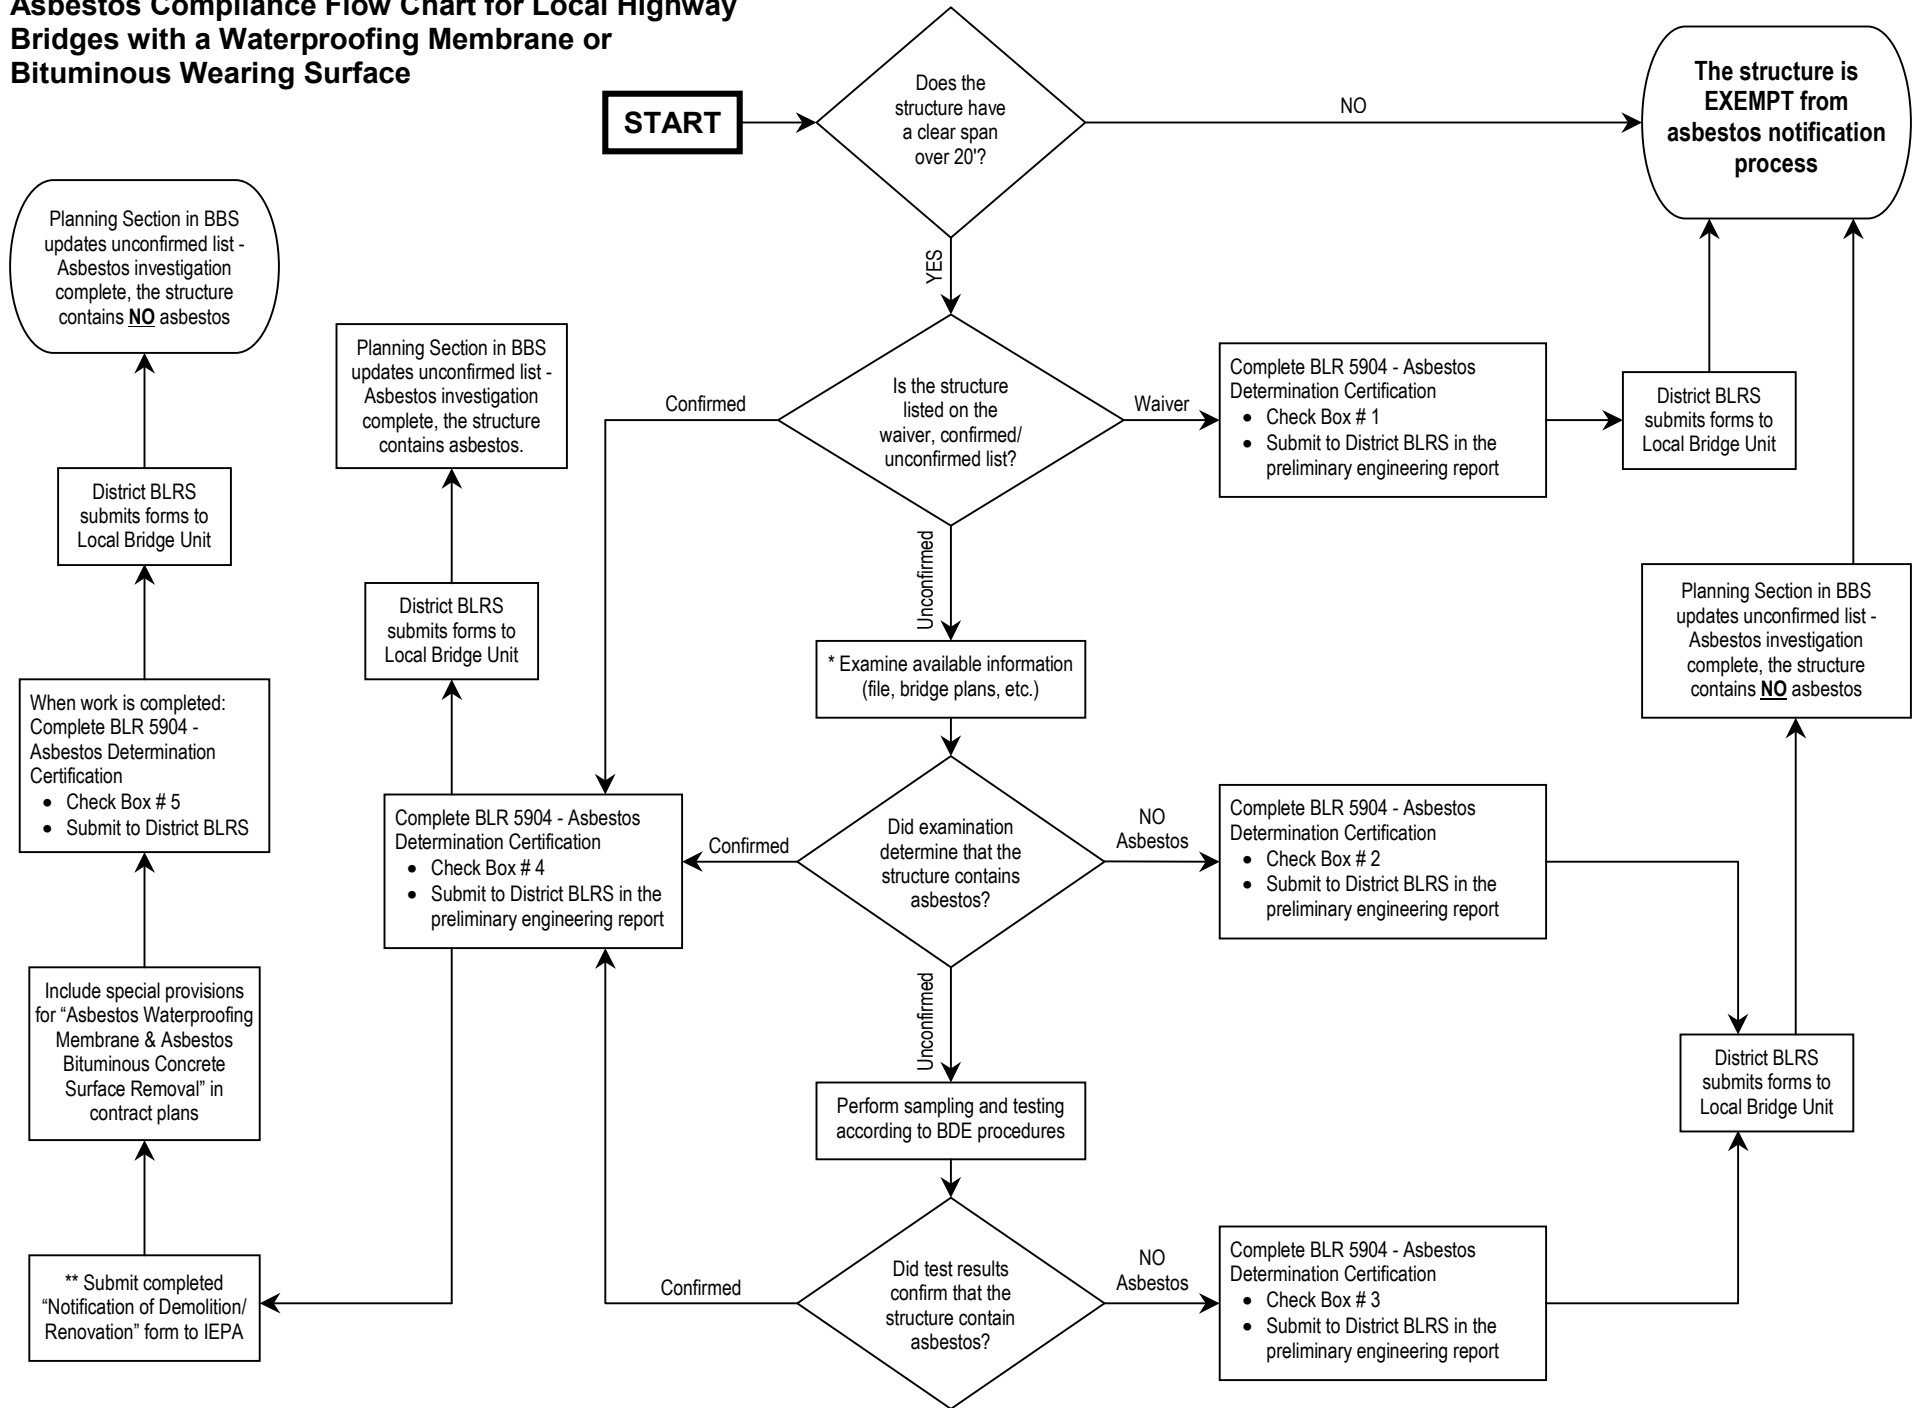 Asbestos Compliance Flow Chart for Local Highway
Bridges with a Waterproofing Membrane or
Bituminous Wearing Surface
START
Does the
structure have
a clear span
over 20'?
NO
The structure is
EXEMPT from
asbestos notification
process
YES
Planning Section in BBS
updates unconfirmed list -
Asbestos investigation
complete, the structure
contains NO asbestos
Planning Section in BBS
updates unconfirmed list -
Asbestos investigation
complete, the structure
contains asbestos.
Confirmed
Is the structure
listed on the
waiver, confirmed/
unconfirmed list?
Waiver
Complete BLR 5904 - Asbestos
Determination Certification
• Check Box # 1
• Submit to District BLRS in the
preliminary engineering report
District BLRS
submits forms to
Local Bridge Unit
District BLRS
submits forms to
Local Bridge Unit
Unconfirmed
District BLRS
submits forms to
Local Bridge Unit
* Examine available information
(file, bridge plans, etc.)
Planning Section in BBS
updates unconfirmed list -
Asbestos investigation
complete, the structure
contains NO asbestos
When work is completed:
Complete BLR 5904 -
Asbestos Determination
Certification
• Check Box # 5
• Submit to District BLRS
Complete BLR 5904 - Asbestos
Determination Certification
• Check Box # 4
• Submit to District BLRS in the
preliminary engineering report
Confirmed
Did examination
determine that the
structure contains
asbestos?
NO
Asbestos
Complete BLR 5904 - Asbestos
Determination Certification
• Check Box # 2
• Submit to District BLRS in the
preliminary engineering report
Unconfirmed
Include special provisions
for “Asbestos Waterproofing
Membrane & Asbestos
Bituminous Concrete
Surface Removal” in
contract plans
Perform sampling and testing
according to BDE procedures
District BLRS
submits forms to
Local Bridge Unit
** Submit completed
“Notification of Demolition/
Renovation” form to IEPA
Confirmed
Did test results
confirm that the
structure contain
asbestos?
NO
Asbestos
Complete BLR 5904 - Asbestos
Determination Certification
• Check Box # 3
• Submit to District BLRS in the
preliminary engineering report